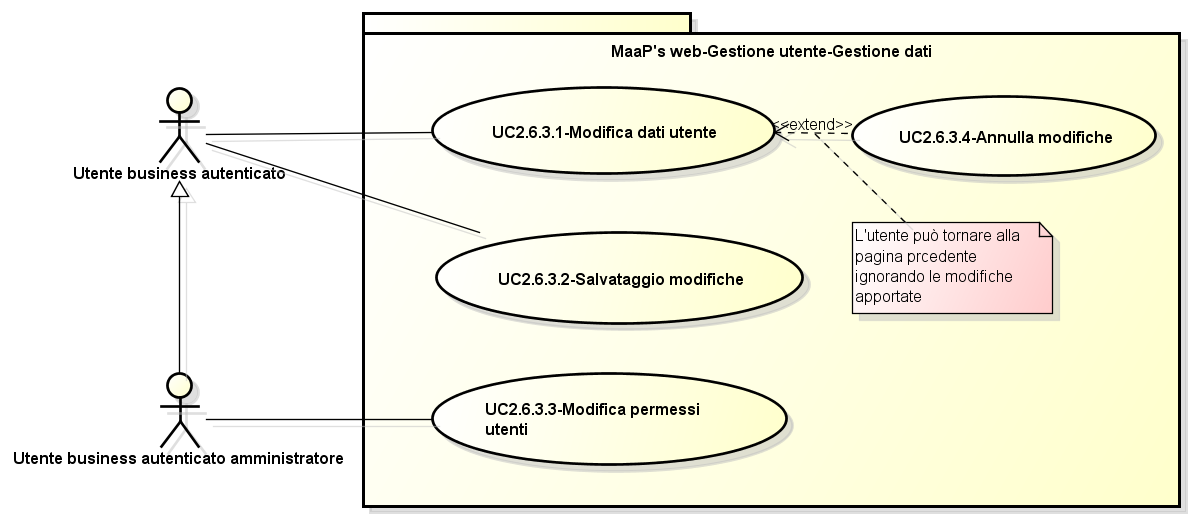 MaaP's web-Gestione utente-Gestione dati
Utente business autenticato
UC2.6.3.1-Modifica dati utente
<<extend>>
UC2.6.3.4-Annulla modifiche
L'utente può tornare alla
pagina prcedente
ignorando le modifiche
apportate
UC2.6.3.2-Salvataggio modifiche
UC2.6.3.3-Modifica permessi
utenti
Utente business autenticato amministratore